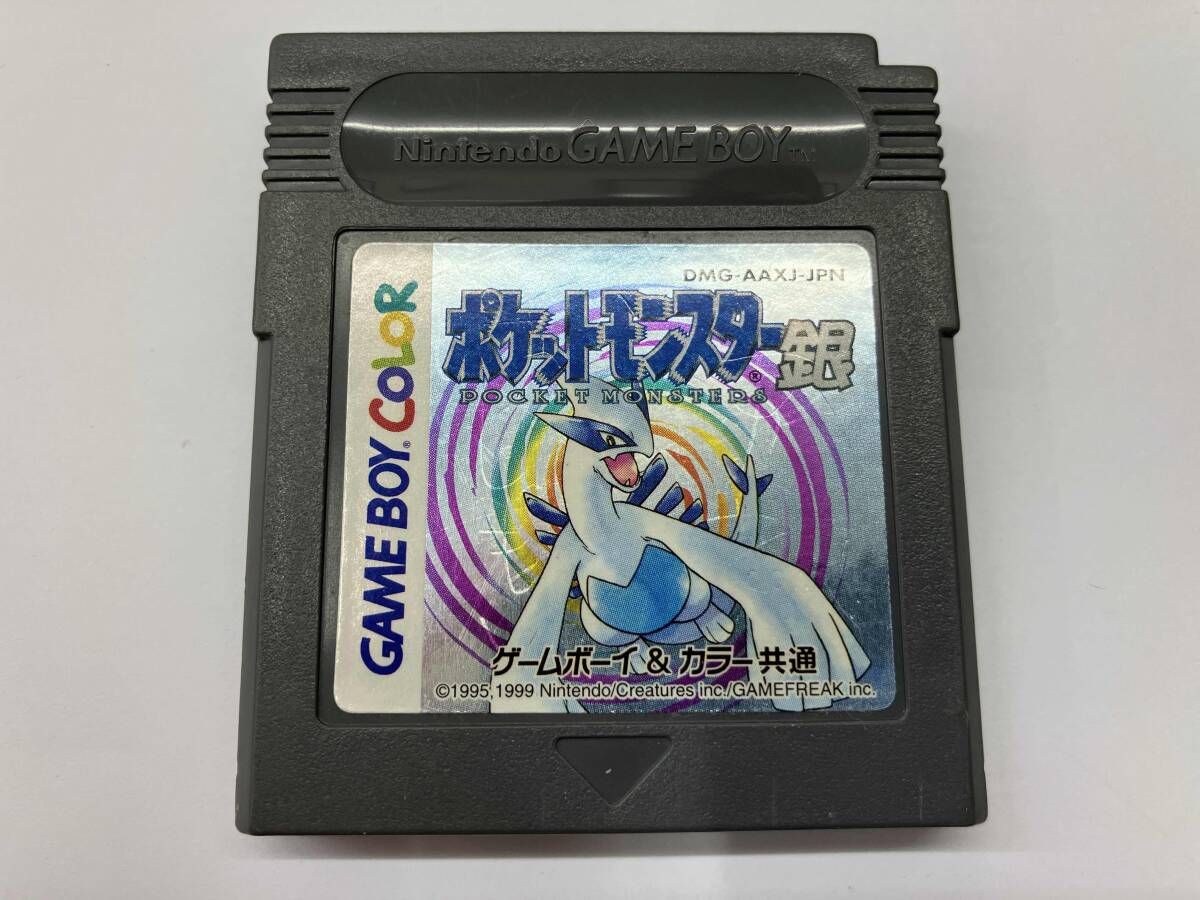 Nintendo GAME BOY TM
DMG-AAXJ-JPN
ポケットモンスター®銀
POCKET MONSTERS
GAME BOY® COLOR
ゲームボーイ&カラー共通
©1995,1999 Nintendo/Creatures inc./GAMEFREAK inc.